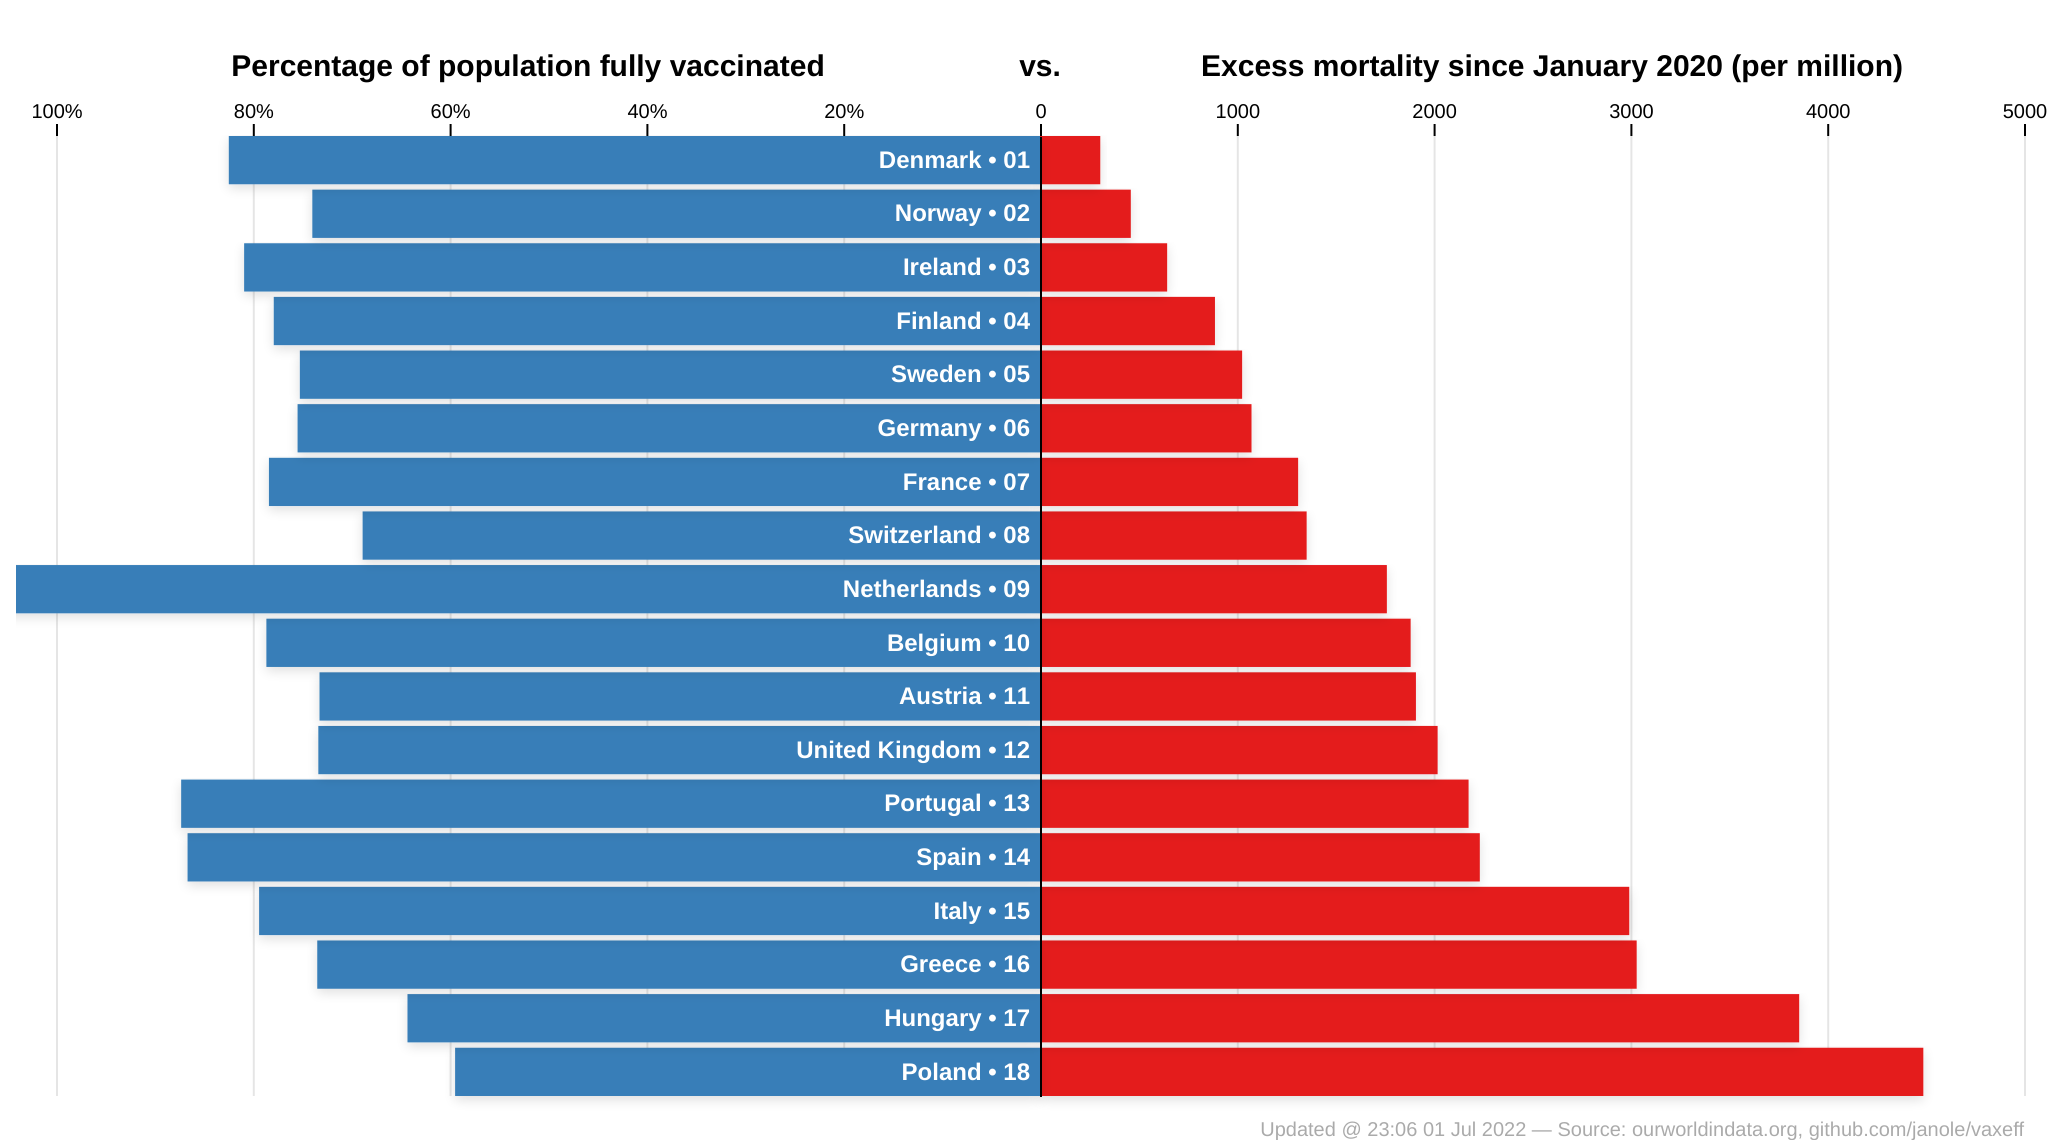 Percentage of population fully vaccinated vs. Excess mortality since January 2020 (per million)
100% 80% 60% 40% 20% 0 1000 2000 3000 4000 5000
Denmark • 01
Norway • 02
Ireland • 03
Finland • 04
Sweden • 05
Germany • 06
France • 07
Switzerland • 08
Netherlands • 09
Belgium • 10
Austria • 11
United Kingdom • 12
Portugal • 13
Spain • 14
Italy • 15
Greece • 16
Hungary • 17
Poland • 18
Updated @ 23:06 01 Jul 2022 — Source: ourworldindata.org, github.com/janole/vaxeff